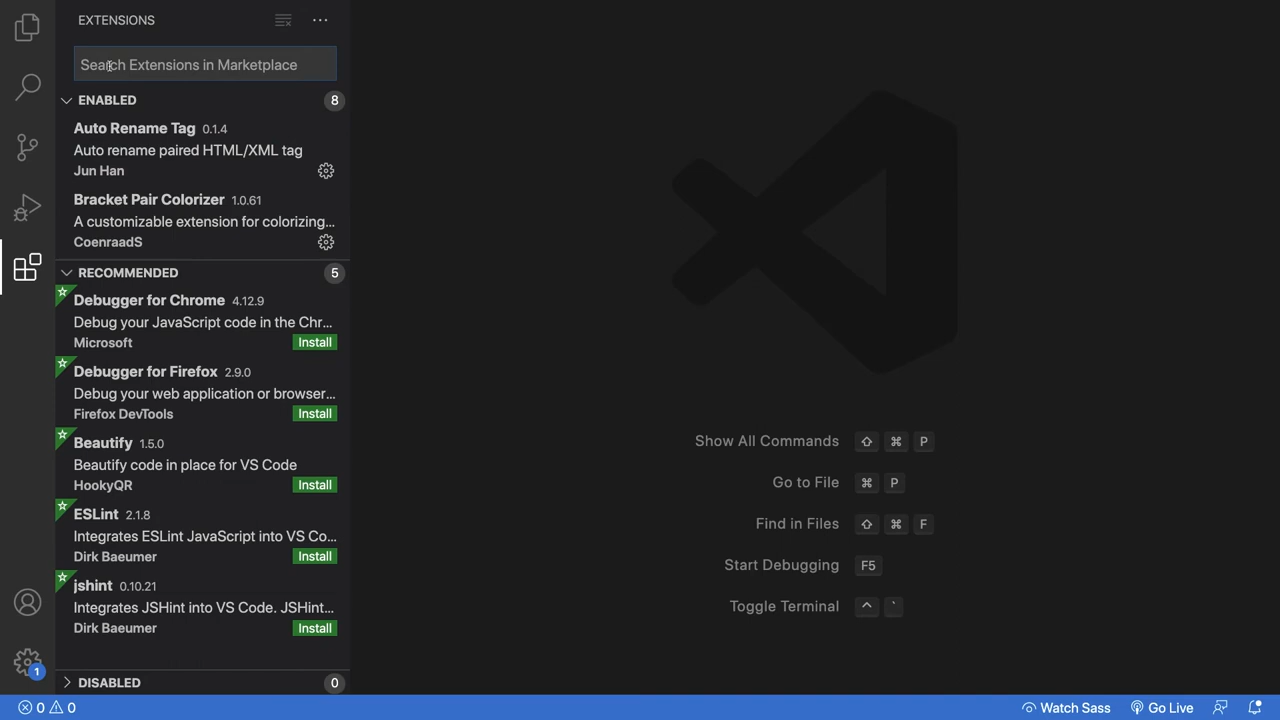 EXTENSIONS
Search Extensions in Marketplace
ENABLED 8
Auto Rename Tag 0.1.4
Auto rename paired HTML/XML tag
Jun Han
Bracket Pair Colorizer 1.0.61
A customizable extension for colorizing...
CoenraadS
RECOMMENDED 5
Debugger for Chrome 4.12.9
Debug your JavaScript code in the Chr...
Microsoft Install
Debugger for Firefox 2.9.0
Debug your web application or browser...
Firefox DevTools Install
Beautify 1.5.0
Beautify code in place for VS Code
HookyQR Install
ESLint 2.1.8
Integrates ESLint JavaScript into VS Co...
Dirk Baeumer Install
jshint 0.10.21
Integrates JSHint into VS Code. JSHint...
Dirk Baeumer Install
DISABLED 0
Show All Commands ⇧ ⌘ P
Go to File ⌘ P
Find in Files ⇧ ⌘ F
Start Debugging F5
Toggle Terminal ^ `
1
0 0
Watch Sass Go Live